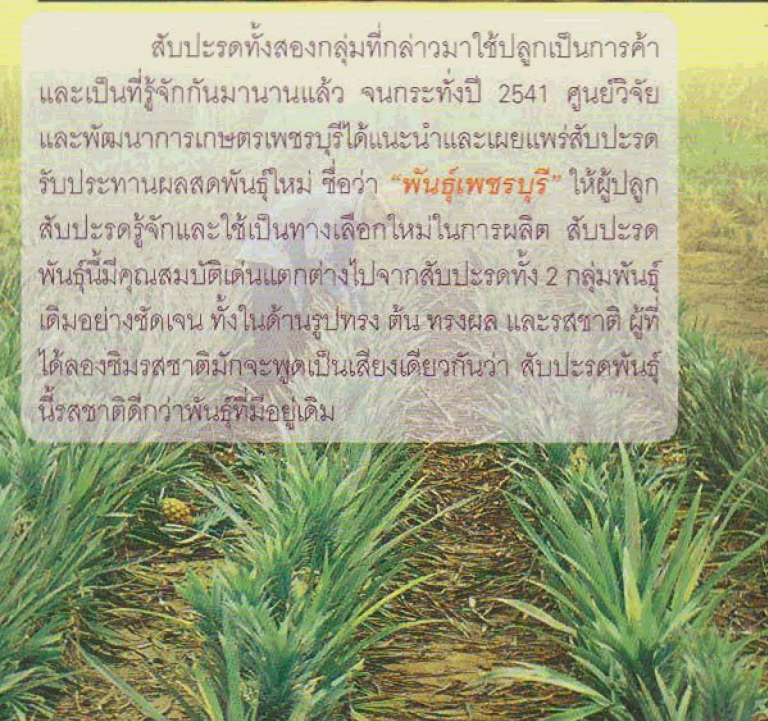 สับปะรดทั้งสองกลุ่มที่กล่าวมาใช้ปลูกเป็นการค้า
และเป็นที่รู้จักกันมานานแล้ว จนกระทั่งปี 2541 ศูนย์วิจัย
และพัฒนาการเกษตรเพชรบุรีได้แนะนำและเผยแพร่สับปะรด
รับประทานผลสดพันธุ์ใหม่ ชื่อว่า “พันธุ์เพชรบุรี” ให้ผู้ปลูก
สับปะรดรู้จักและใช้เป็นทางเลือกใหม่ในการผลิต สับปะรด
พันธุ์นี้มีคุณสมบัติเด่นแตกต่างไปจากสับปะรดทั้ง 2 กลุ่มพันธุ์
เดิมอย่างชัดเจน ทั้งในด้านรูปทรง ต้น ทรงผล และรสชาติ ผู้ที่
ได้ลองชิมรสชาติมักจะพูดเป็นเสียงเดียวกันว่า สับปะรดพันธุ์
นี้รสชาติดีกว่าพันธุ์ที่มีอยู่เดิม